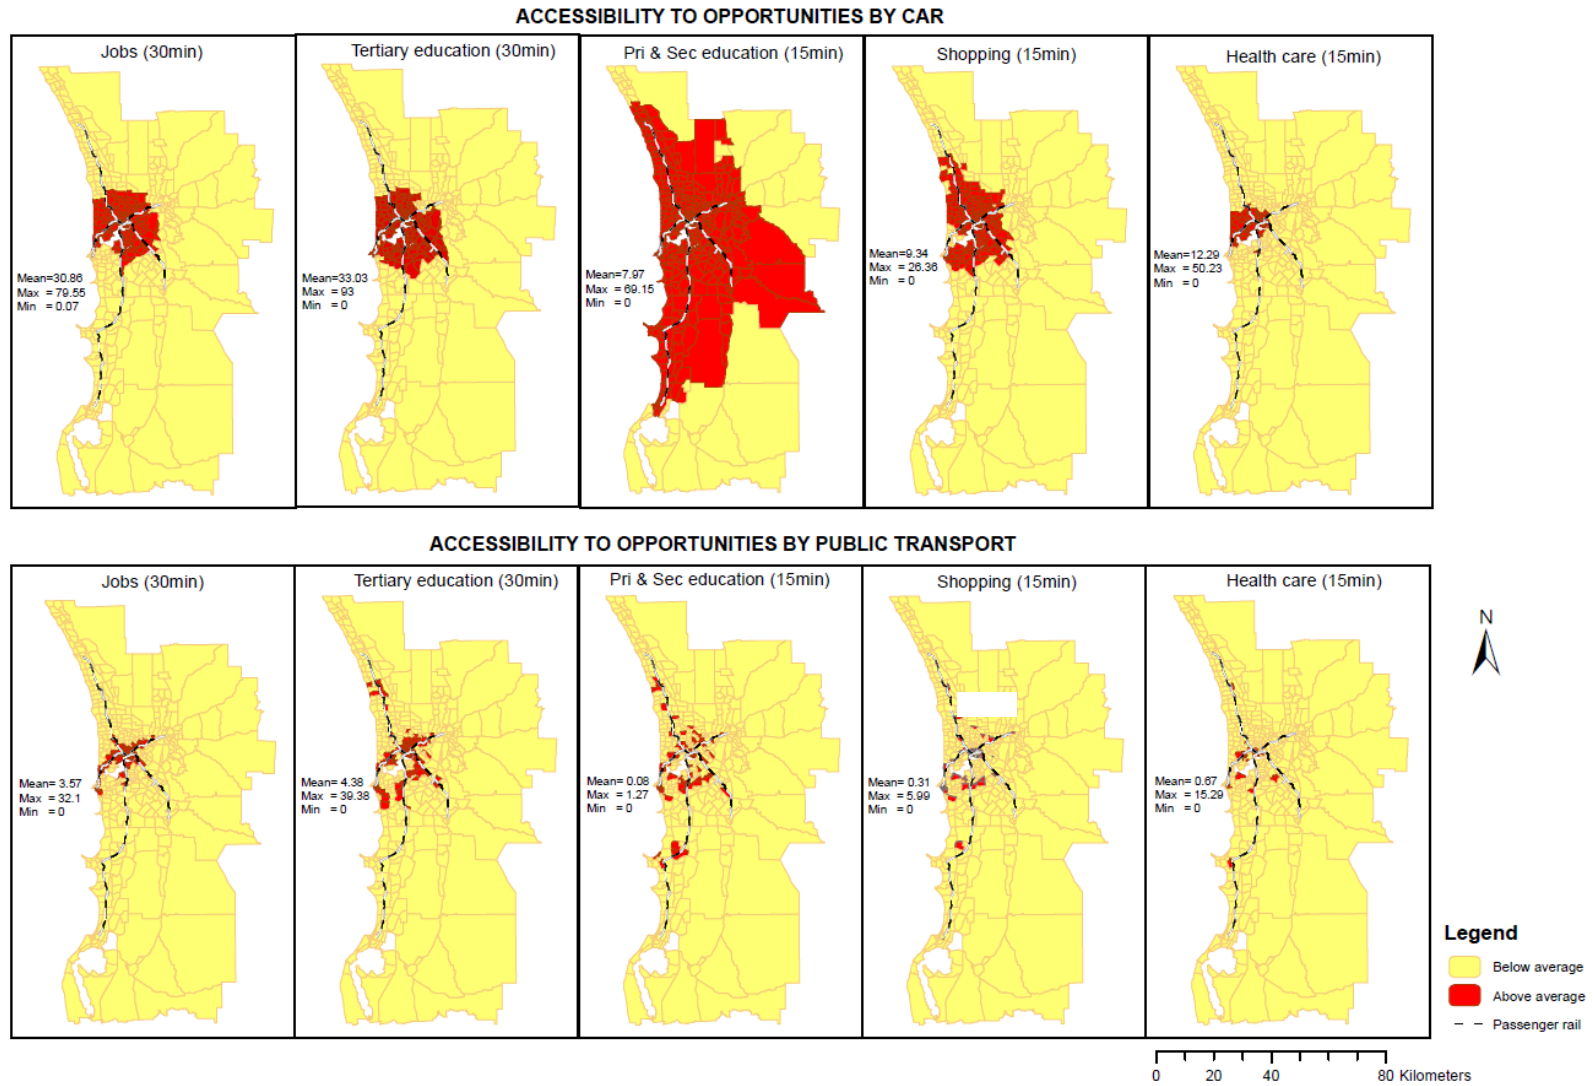 ACCESSIBILITY TO OPPORTUNITIES BY CAR
Jobs (30min)
Mean=30.86
Max = 79.55
Min = 0.07
Tertiary education (30min)
Mean=33.03
Max = 93
Min = 0
Pri & Sec education (15min)
Mean=7.97
Max = 69.15
Min = 0
Shopping (15min)
Mean=9.34
Max = 26.36
Min = 0
Health care (15min)
Mean=12.29
Max = 50.23
Min = 0
ACCESSIBILITY TO OPPORTUNITIES BY PUBLIC TRANSPORT
Jobs (30min)
Mean= 3.57
Max = 32.1
Min = 0
Tertiary education (30min)
Mean= 4.38
Max = 39.38
Min = 0
Pri & Sec education (15min)
Mean= 0.08
Max = 1.27
Min = 0
Shopping (15min)
Mean= 0.31
Max = 5.99
Min = 0
Health care (15min)
Mean= 0.67
Max = 15.29
Min = 0
N
Legend
Below average
Above average
Passenger rail
0 20 40 80 Kilometers